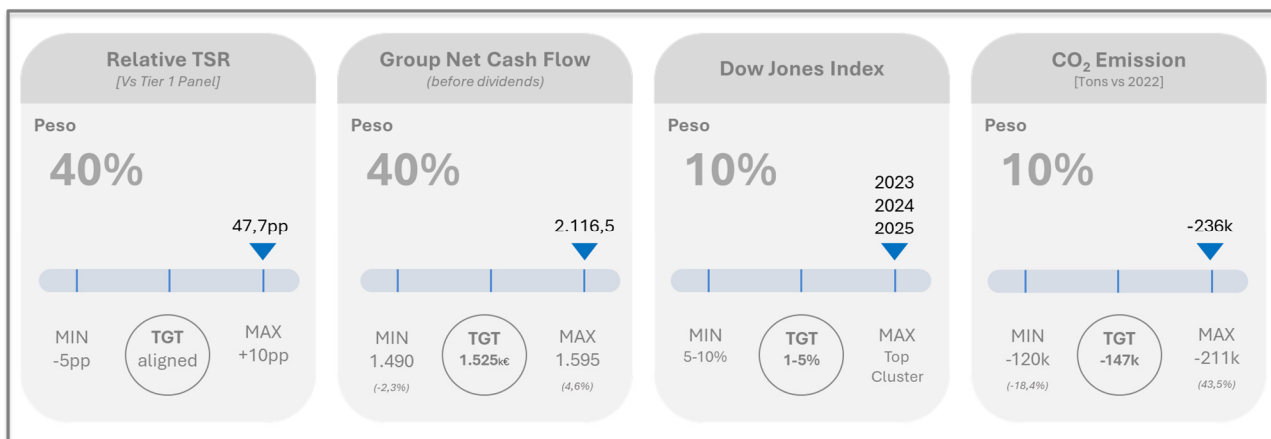 Relative TSR
[Vs Tier 1 Panel]
Peso
40%
47,7pp
MIN
-5pp
TGT
aligned
MAX
+10pp
Group Net Cash Flow
(before dividends)
Peso
40%
2.116,5
MIN
1.490
(-2,3%)
TGT
1.525k€
MAX
1.595
(4,6%)
Dow Jones Index
Peso
10%
2023
2024
2025
MIN
5-10%
TGT
1-5%
MAX
Top
Cluster
CO₂ Emission
[Tons vs 2022]
Peso
10%
-236k
MIN
-120k
(-18,4%)
TGT
-147k
MAX
-211k
(43,5%)